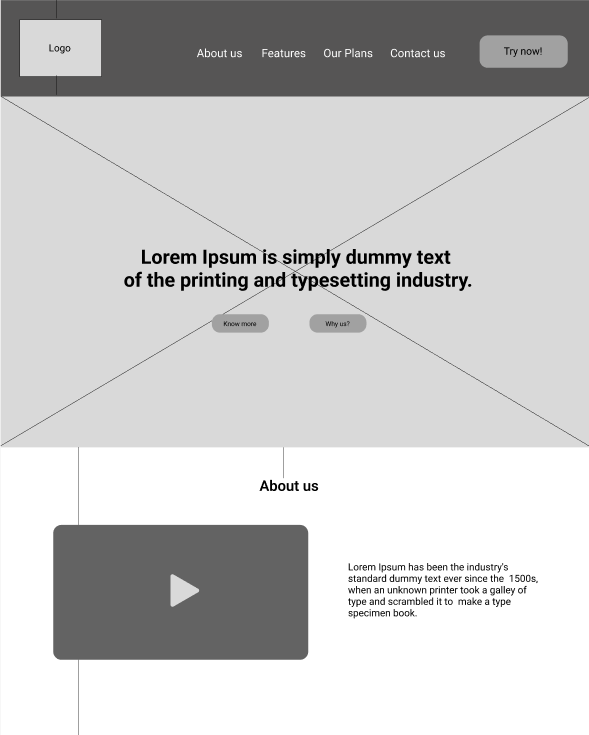 Logo
About us
Features
Our Plans
Contact us
Try now!
Lorem Ipsum is simply dummy text
of the printing and typesetting industry.
Know more
Why us?
About us
Lorem Ipsum has been the industry's
standard dummy text ever since the 1500s,
when an unknown printer took a galley of
type and scrambled it to make a type
specimen book.